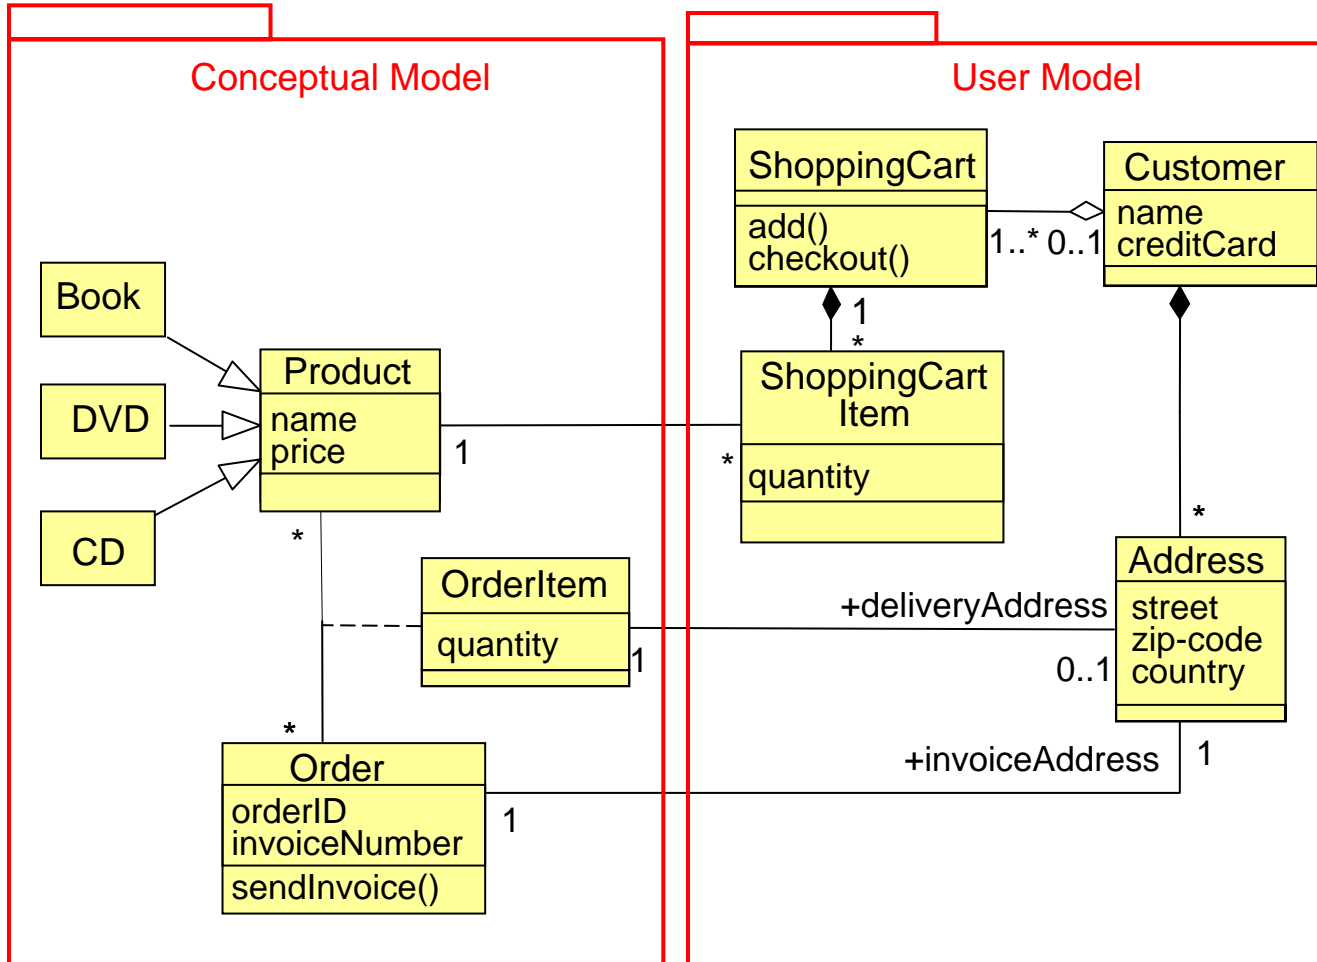 Conceptual Model
Book
DVD
CD
Product
name
price
1
*
OrderItem
quantity
1
*
Order
orderID
invoiceNumber
sendInvoice()
1
User Model
ShoppingCart
add()
checkout()
1..*
0..1
Customer
name
creditCard
1
*
ShoppingCart
Item
quantity
*
*
Address
street
zip-code
country
+deliveryAddress
0..1
+invoiceAddress
1